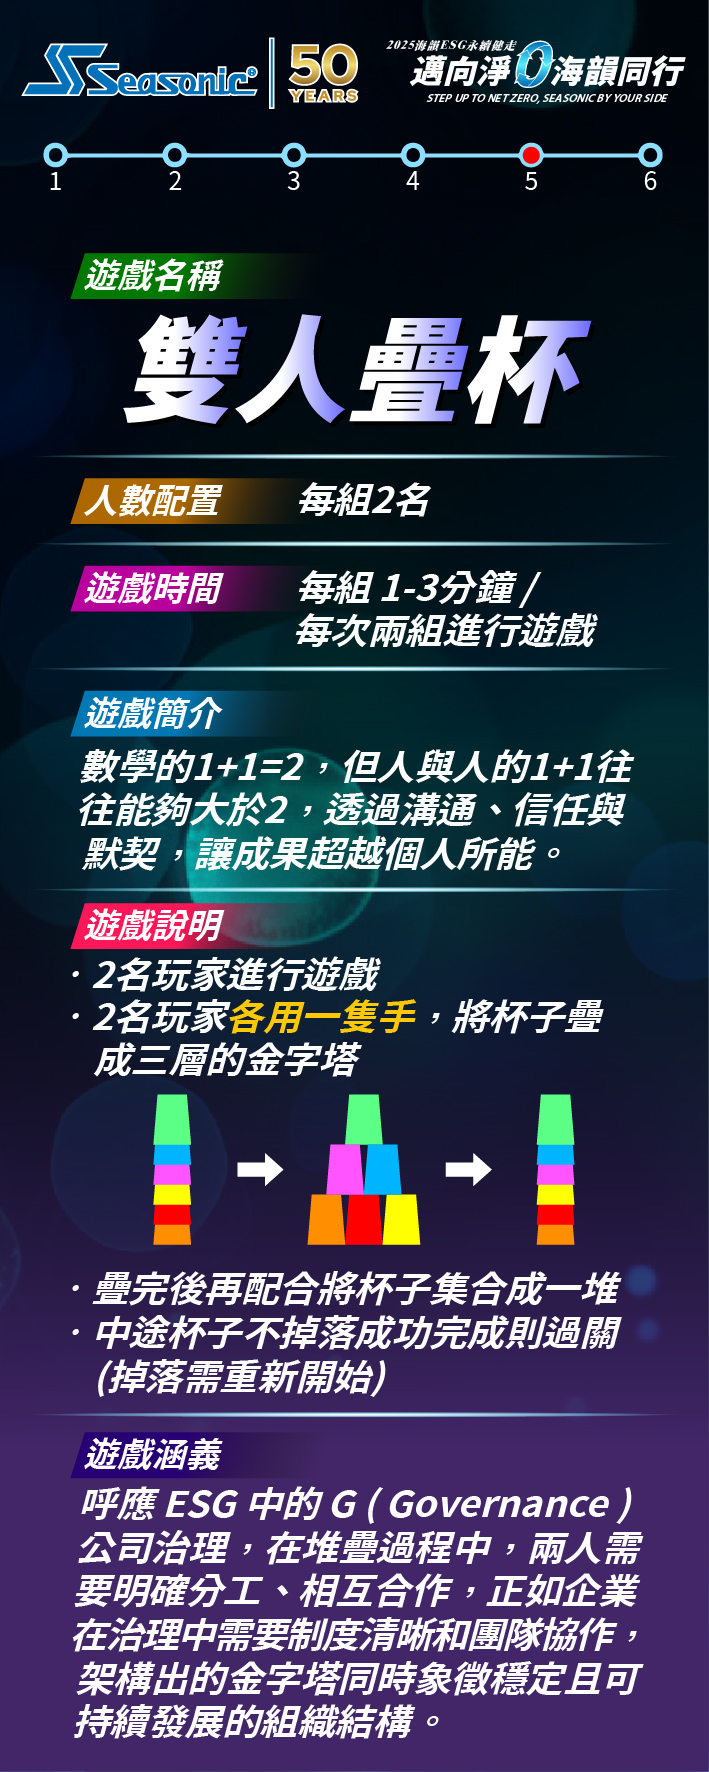 Seasonic®
50
YEARS
2025海韻ESG永續健走
邁向淨0海韻同行
STEP UP TO NET ZERO, SEASONIC BY YOUR SIDE
1 2 3 4 5 6
遊戲名稱
雙人疊杯
人數配置 每組2名
遊戲時間 每組 1-3分鐘 /
每次兩組進行遊戲
遊戲簡介
數學的1+1=2，但人與人的1+1往
往能夠大於2，透過溝通、信任與
默契，讓成果超越個人所能。
遊戲說明
· 2名玩家進行遊戲
· 2名玩家各用一隻手，將杯子疊
成三層的金字塔
· 疊完後再配合將杯子集合成一堆
· 中途杯子不掉落成功完成則過關
(掉落需重新開始)
遊戲涵義
呼應 ESG 中的 G ( Governance )
公司治理，在堆疊過程中，兩人需
要明確分工、相互合作，正如企業
在治理中需要制度清晰和團隊協作，
架構出的金字塔同時象徵穩定且可
持續發展的組織結構。